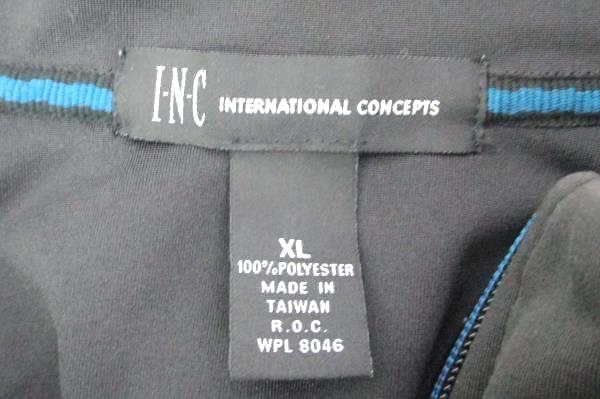 I-N-C INTERNATIONAL CONCEPTS
XL
100%POLYESTER
MADE IN
TAIWAN
R.O.C.
WPL 8046